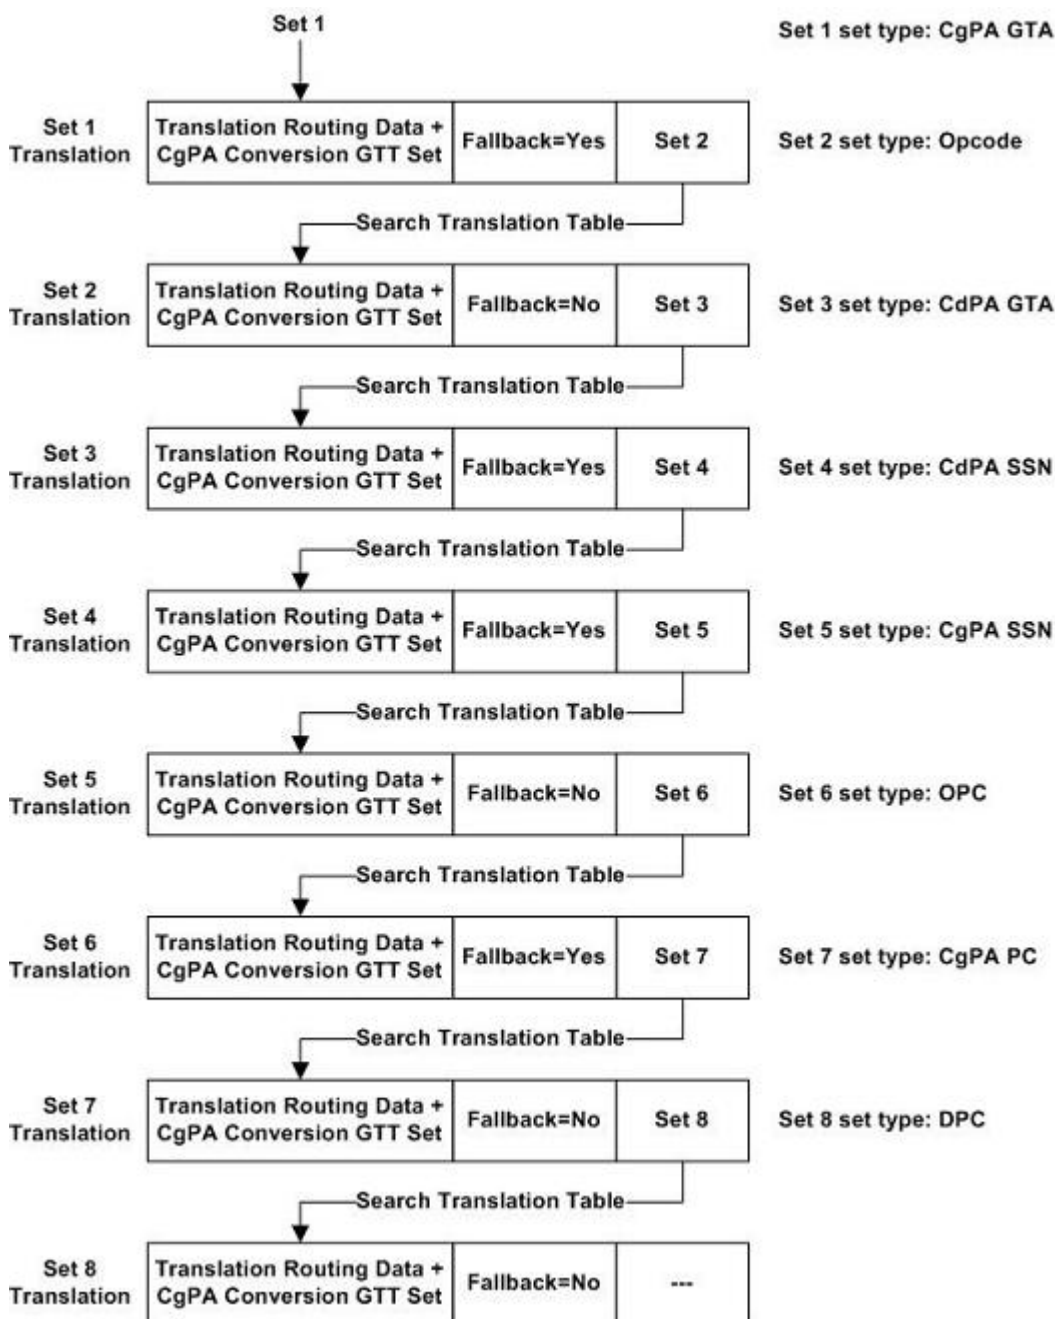 Set 1
Set 1 set type: CgPA GTA
Set 1
Translation
Translation Routing Data +
CgPA Conversion GTT Set
Fallback=Yes
Set 2
Set 2 set type: Opcode
Search Translation Table
Set 2
Translation
Translation Routing Data +
CgPA Conversion GTT Set
Fallback=No
Set 3
Set 3 set type: CdPA GTA
Search Translation Table
Set 3
Translation
Translation Routing Data +
CgPA Conversion GTT Set
Fallback=Yes
Set 4
Set 4 set type: CdPA SSN
Search Translation Table
Set 4
Translation
Translation Routing Data +
CgPA Conversion GTT Set
Fallback=Yes
Set 5
Set 5 set type: CgPA SSN
Search Translation Table
Set 5
Translation
Translation Routing Data +
CgPA Conversion GTT Set
Fallback=No
Set 6
Set 6 set type: OPC
Search Translation Table
Set 6
Translation
Translation Routing Data +
CgPA Conversion GTT Set
Fallback=Yes
Set 7
Set 7 set type: CgPA PC
Search Translation Table
Set 7
Translation
Translation Routing Data +
CgPA Conversion GTT Set
Fallback=No
Set 8
Set 8 set type: DPC
Search Translation Table
Set 8
Translation
Translation Routing Data +
CgPA Conversion GTT Set
Fallback=No
---